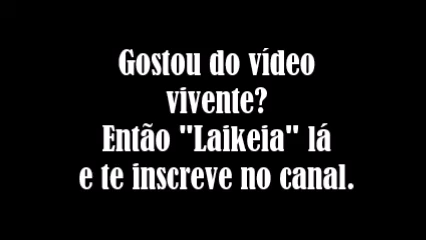 Gostou do vídeo
vivente?
Então "Laikeia" lá
e te inscreve no canal.